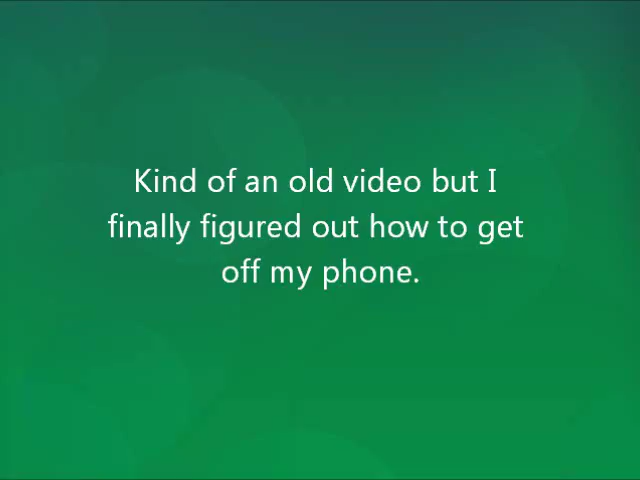 Kind of an old video but I
finally figured out how to get
off my phone.